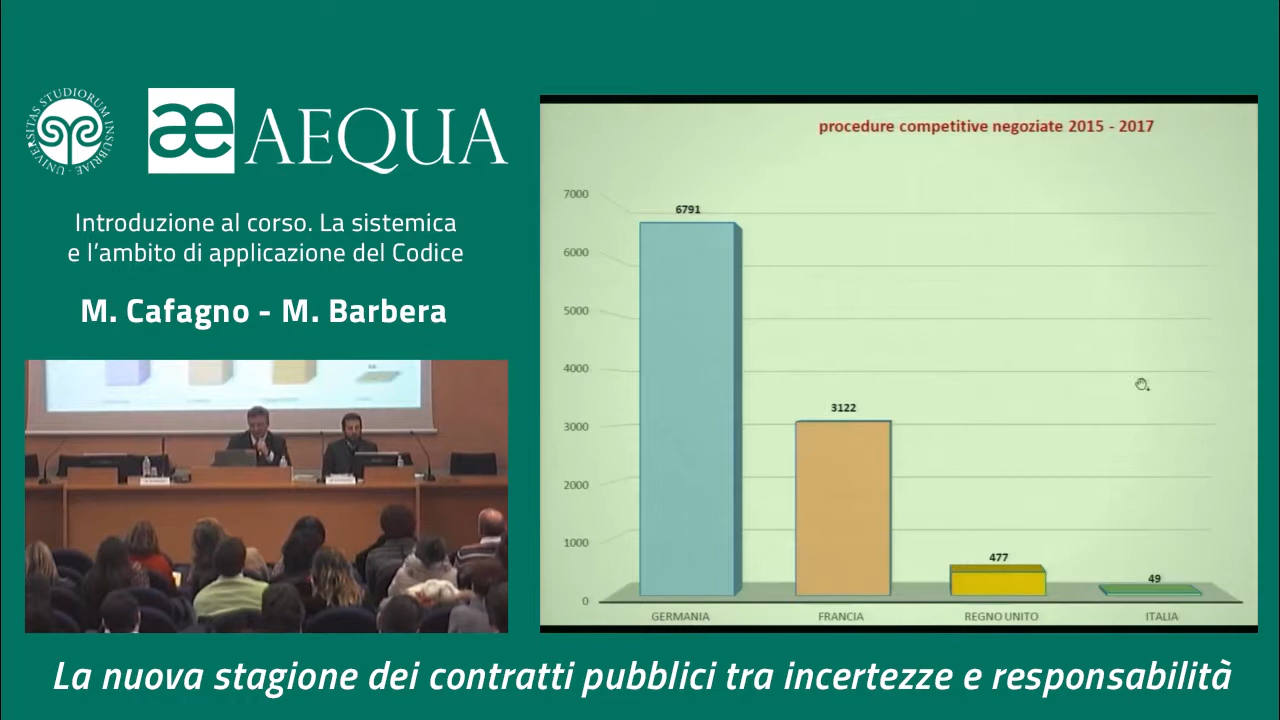 UNIVERSITAS STUDIORUM INSUBRIAE
æ AEQUA
Introduzione al corso. La sistemica
e l'ambito di applicazione del Codice
M. Cafagno - M. Barbera
procedure competitive negoziate 2015 - 2017
7000
6000
5000
4000
3000
2000
1000
0
6791
3122
477
49
GERMANIA
FRANCIA
REGNO UNITO
ITALIA
La nuova stagione dei contratti pubblici tra incertezze e responsabilità